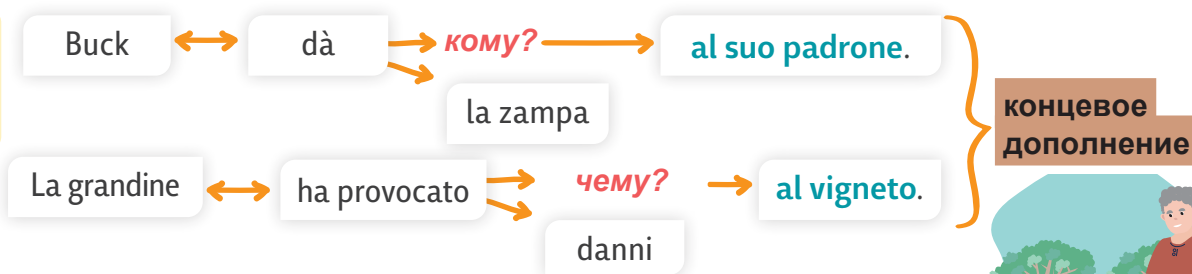 Buck dà кому? al suo padrone.
la zampa
концевое
дополнение
La grandine ha provocato чему? al vigneto.
danni